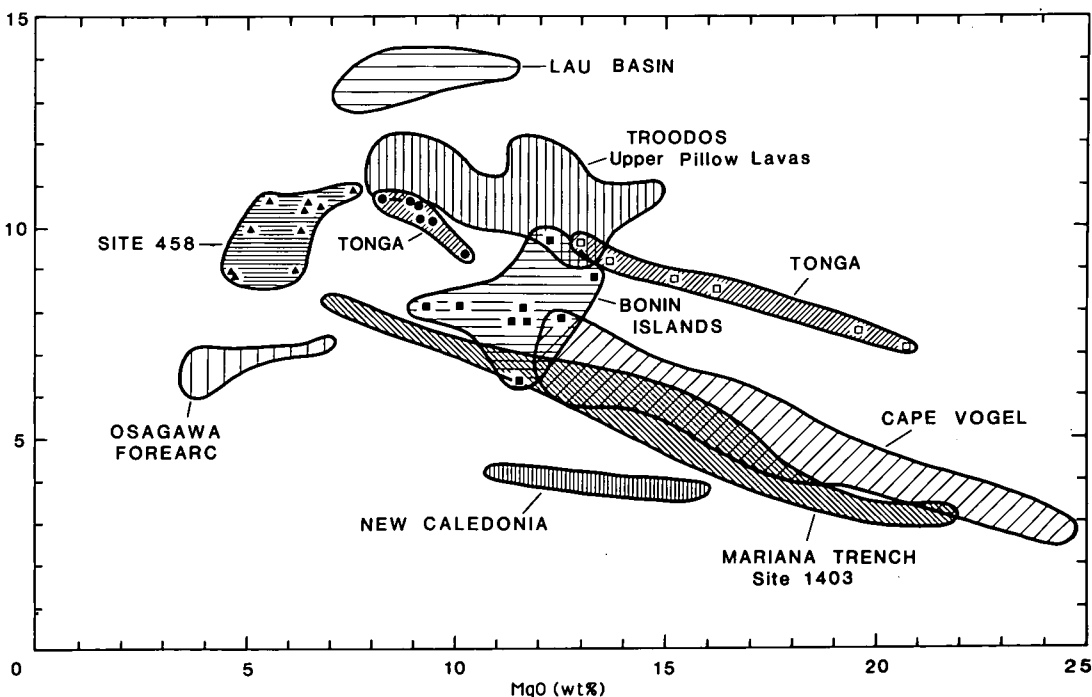 15
LAU BASIN
TROODOS
Upper Pillow Lavas
10
SITE 458
TONGA
TONGA
BONIN
ISLANDS
OSAGAWA
FOREARC
5
CAPE VOGEL
NEW CALEDONIA
MARIANA TRENCH
Site 1403
0 5 10 15 20 25
MgO (wt%)